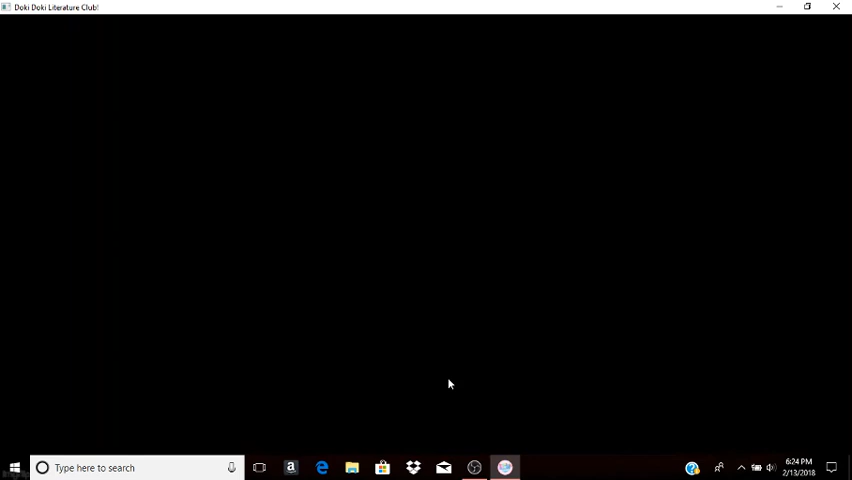 Doki Doki Literature Club!
Type here to search
6:24 PM
2/13/2018